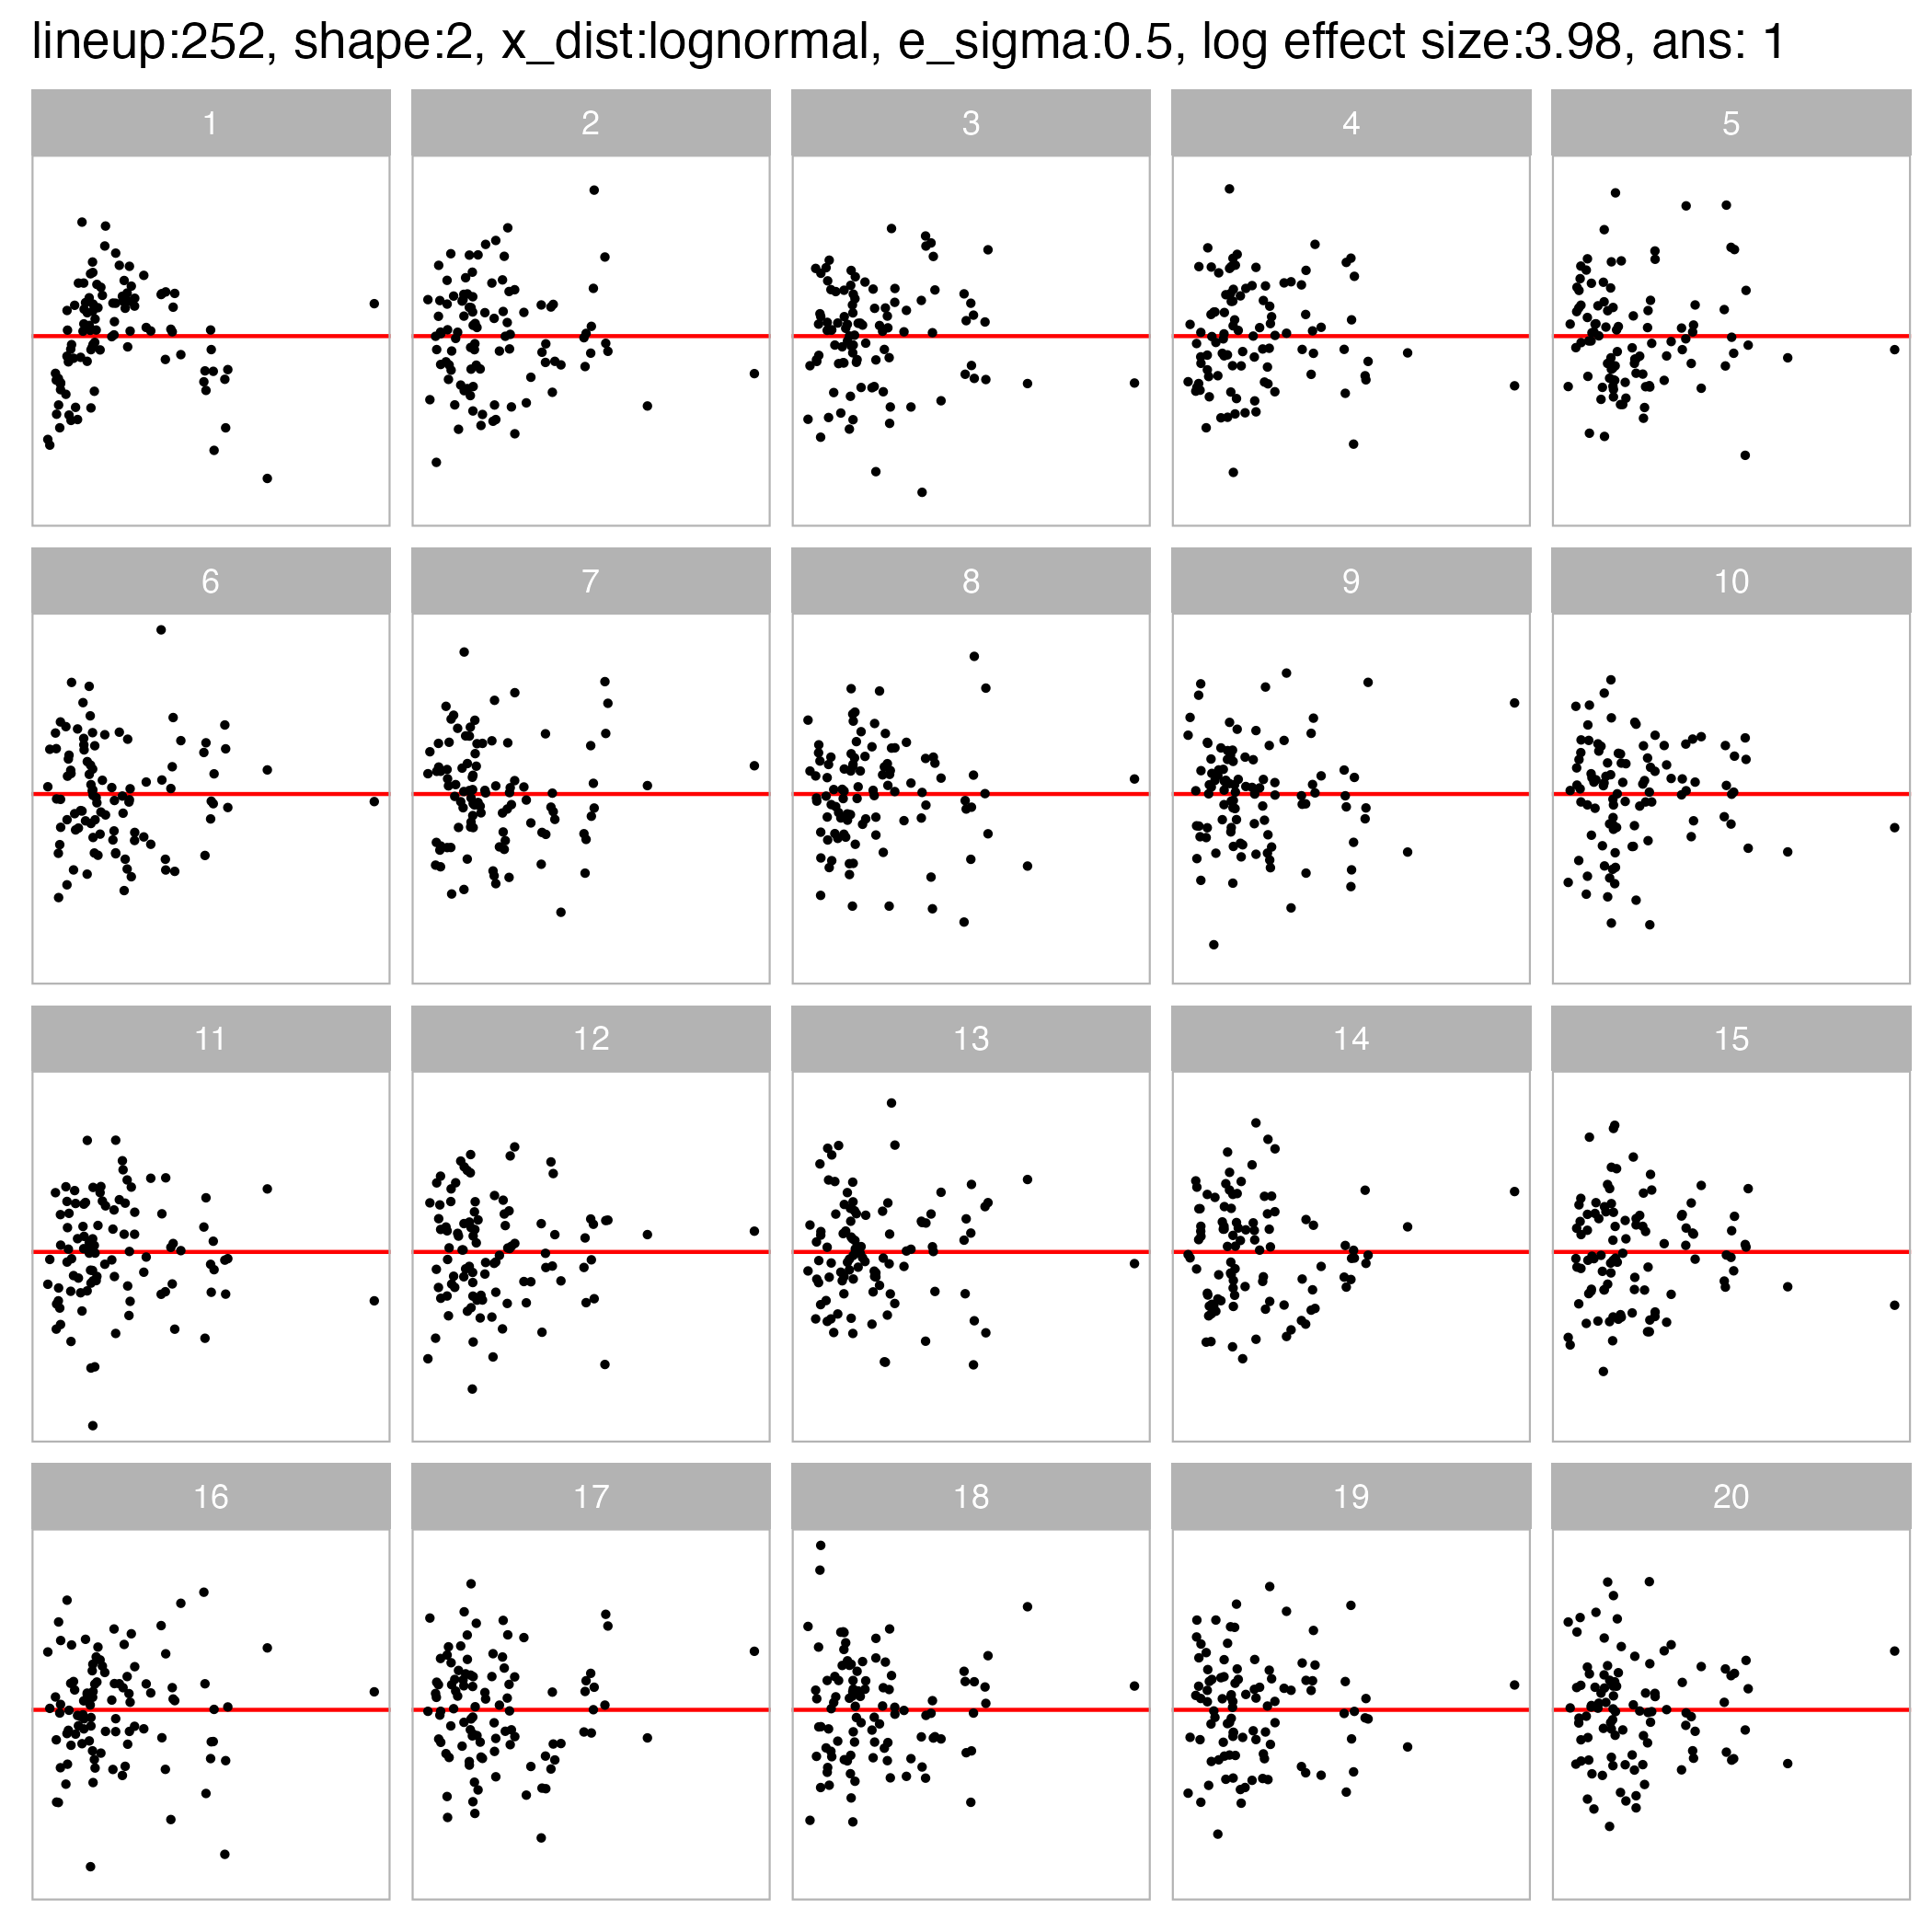 lineup:252, shape:2, x_dist:lognormal, e_sigma:0.5, log effect size:3.98, ans: 1
1 2 3 4 5
6 7 8 9 10
11 12 13 14 15
16 17 18 19 20